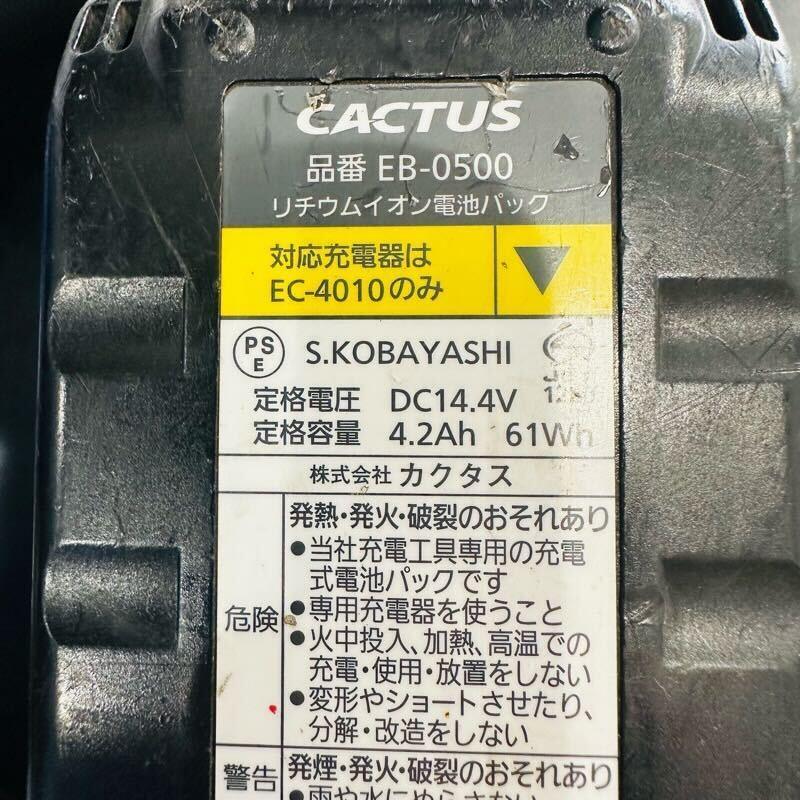 CACTUS
品番 EB-0500
リチウムイオン電池パック
対応充電器は
EC-4010のみ
PS
E
S.KOBAYASHI
定格電圧 DC14.4V
定格容量 4.2Ah 61Wh
株式会社 カクタス
危険
発熱・発火・破裂のおそれあり
●当社充電工具専用の充電
式電池パックです
●専用充電器を使うこと
●火中投入、加熱、高温での
充電・使用・放置をしない
●変形やショートさせたり、
分解・改造をしない
警告
発煙・発火・破裂のおそれあり